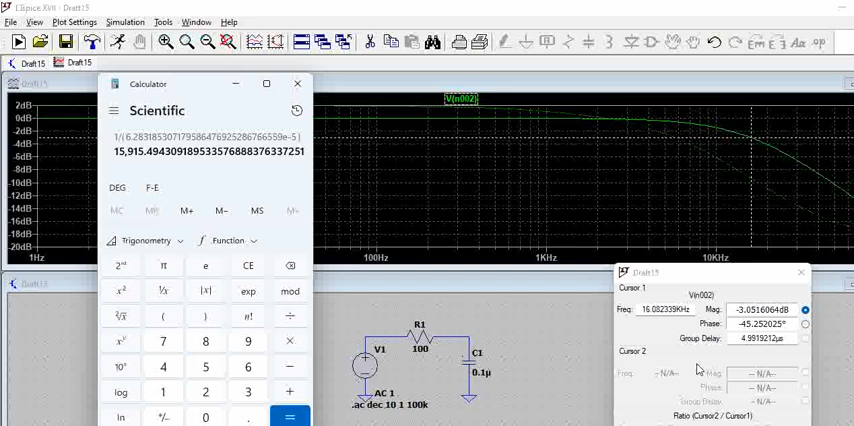 LTspice XVII - Draft15
File View Plot Settings Simulation Tools Window Help
Draft15 Draft15
Draft15
V(n002)
2dB
0dB
-2dB
-4dB
-6dB
-8dB
-10dB
-12dB
-14dB
-16dB
-18dB
-20dB
1Hz 100Hz 1KHz 10KHz
Calculator
Scientific
1/(6.283185307179586476925286766559e-5)
15,915.494309189533576888376337251
DEG F-E
MC MR M+ M− MS M˅
Trigonometry Function
2ⁿᵈ π e CE
x² ¹/x |x| exp mod
²√x ( ) n! ÷
xʸ 7 8 9 ×
10ˣ 4 5 6 −
log 1 2 3 +
ln +/− 0 . =
Draft15
R1
100
V1
C1
0.1µ
AC 1
.ac dec 10 1 100k
Draft15
Cursor 1
V(n002)
Freq: 16.082339KHz Mag: -3.0516064dB
Phase: -45.252025°
Group Delay: 4.9919212µs
Cursor 2
Freq: -- N/A-- Mag: -- N/A--
Phase: -- N/A--
Group Delay: -- N/A--
Ratio (Cursor2 / Cursor1)